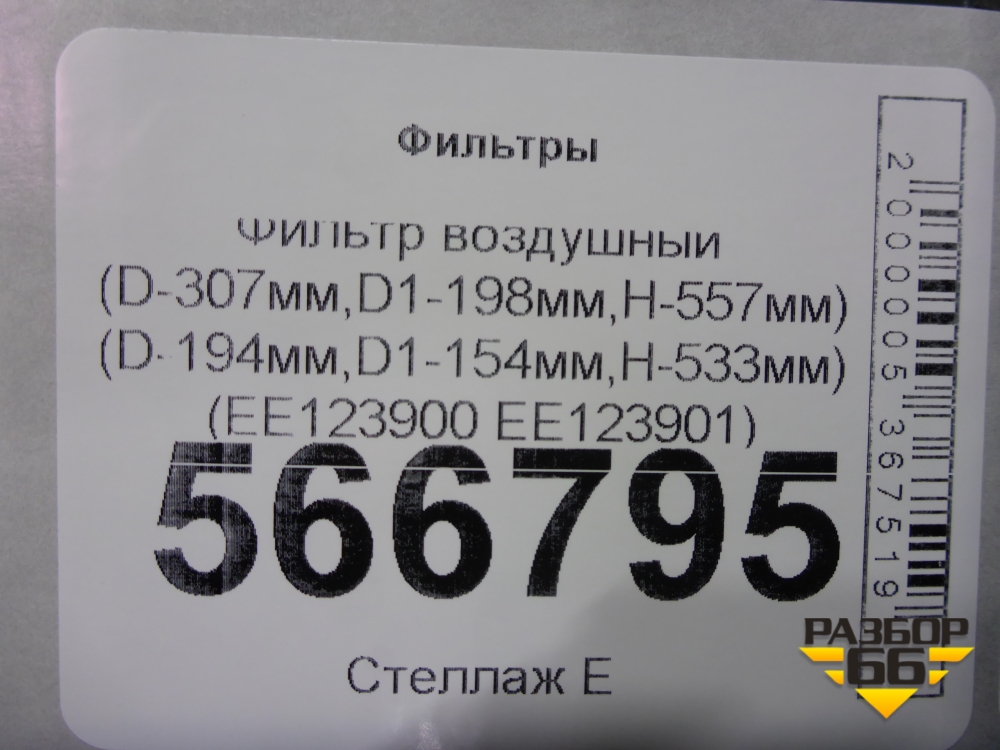 Фильтры
Фильтр воздушный
(D-307мм,D1-198мм,H-557мм)
(D-194мм,D1-154мм,H-533мм)
(EE123900 EE123901)
566795
Стеллаж Е
2000005367519
РАЗБОР
66